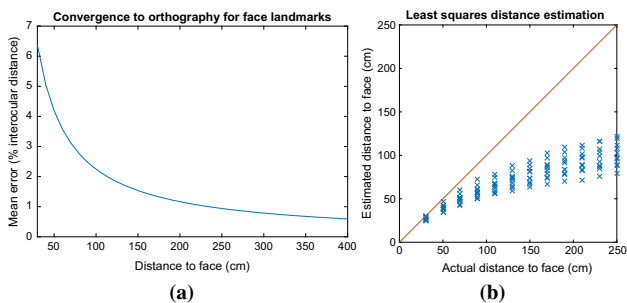 Convergence to orthography for face landmarks
7
6
5
4
3
2
1
0
Mean error (% interocular distance)
50 100 150 200 250 300 350 400
Distance to face (cm)
(a)
Least squares distance estimation
250
200
150
100
50
0
Estimated distance to face (cm)
0 50 100 150 200 250
Actual distance to face (cm)
(b)